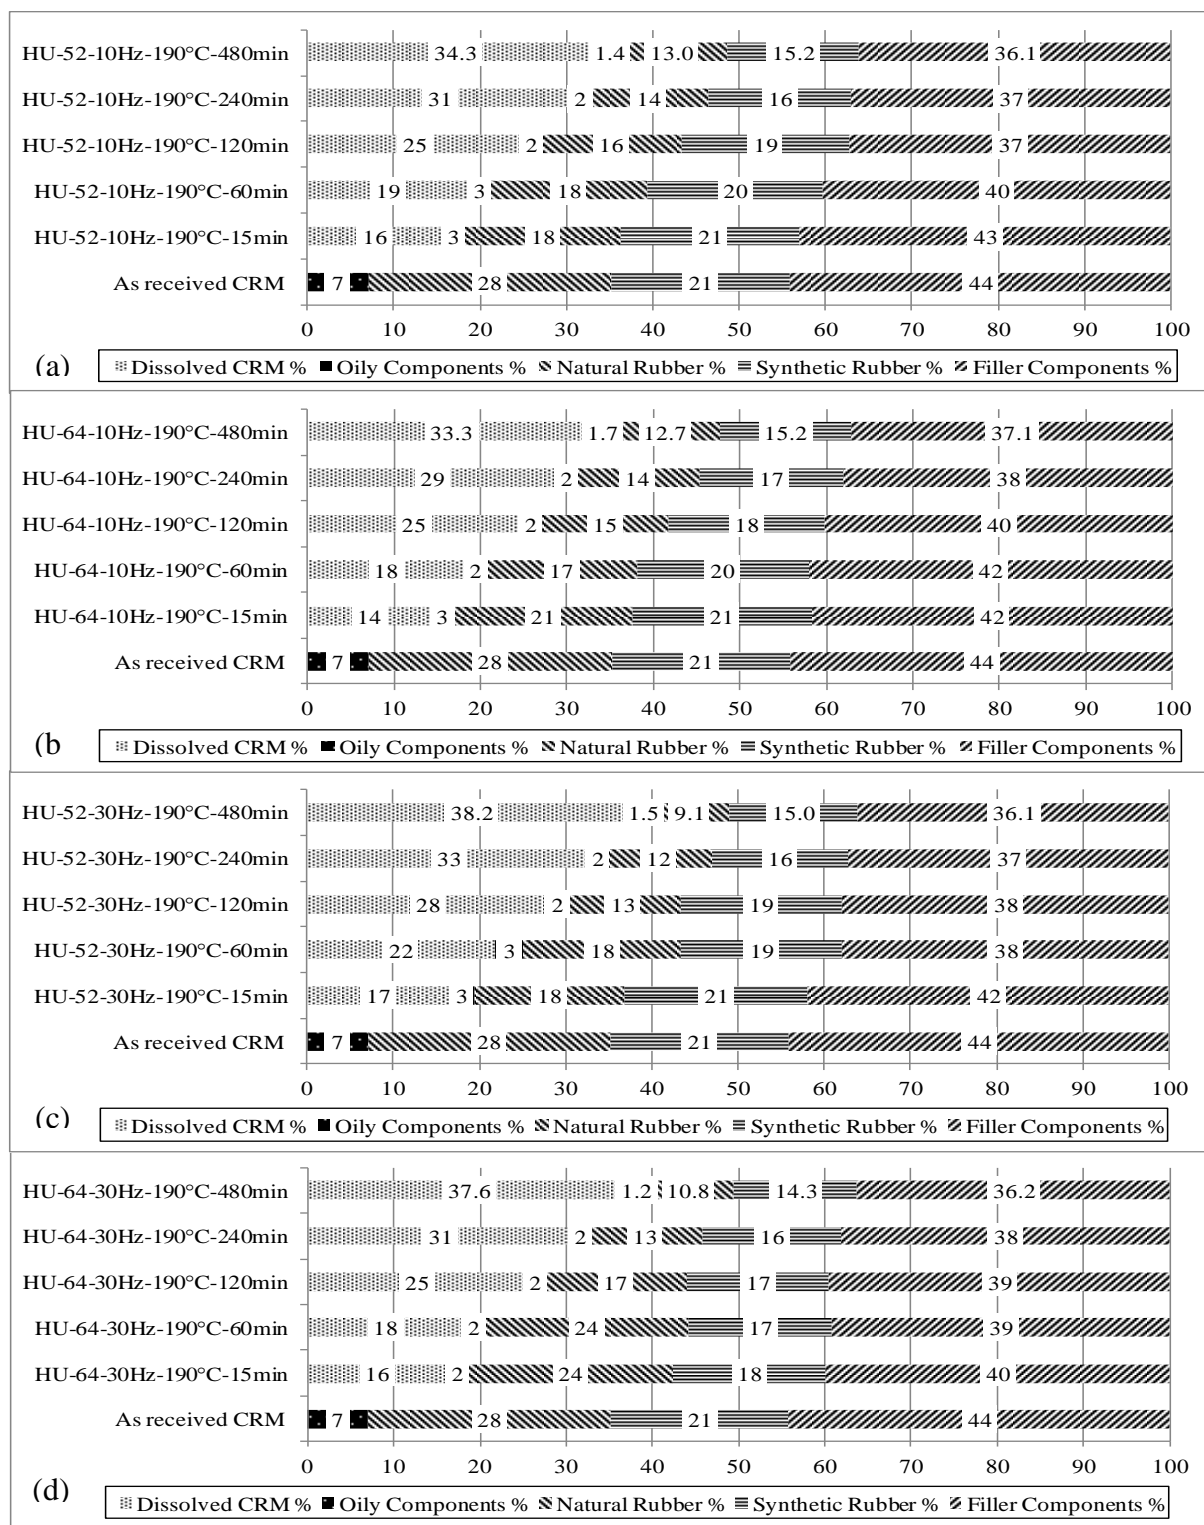 HU-52-10Hz-190°C-480min 34.3 1.4 13.0 15.2 36.1
HU-52-10Hz-190°C-240min 31 2 14 16 37
HU-52-10Hz-190°C-120min 25 2 16 19 37
HU-52-10Hz-190°C-60min 19 3 18 20 40
HU-52-10Hz-190°C-15min 16 3 18 21 43
As received CRM 7 28 21 44
0 10 20 30 40 50 60 70 80 90 100
(a) Dissolved CRM % Oily Components % Natural Rubber % Synthetic Rubber % Filler Components %
HU-64-10Hz-190°C-480min 33.3 1.7 12.7 15.2 37.1
HU-64-10Hz-190°C-240min 29 2 14 17 38
HU-64-10Hz-190°C-120min 25 2 15 18 40
HU-64-10Hz-190°C-60min 18 2 17 20 42
HU-64-10Hz-190°C-15min 14 3 21 21 42
As received CRM 7 28 21 44
0 10 20 30 40 50 60 70 80 90 100
(b Dissolved CRM % Oily Components % Natural Rubber % Synthetic Rubber % Filler Components %
HU-52-30Hz-190°C-480min 38.2 1.5 9.1 15.0 36.1
HU-52-30Hz-190°C-240min 33 2 12 16 37
HU-52-30Hz-190°C-120min 28 2 13 19 38
HU-52-30Hz-190°C-60min 22 3 18 19 38
HU-52-30Hz-190°C-15min 17 3 18 21 42
As received CRM 7 28 21 44
0 10 20 30 40 50 60 70 80 90 100
(c) Dissolved CRM % Oily Components % Natural Rubber % Synthetic Rubber % Filler Components %
HU-64-30Hz-190°C-480min 37.6 1.2 10.8 14.3 36.2
HU-64-30Hz-190°C-240min 31 2 13 16 38
HU-64-30Hz-190°C-120min 25 2 17 17 39
HU-64-30Hz-190°C-60min 18 2 24 17 39
HU-64-30Hz-190°C-15min 16 2 24 18 40
As received CRM 7 28 21 44
0 10 20 30 40 50 60 70 80 90 100
(d) Dissolved CRM % Oily Components % Natural Rubber % Synthetic Rubber % Filler Components %